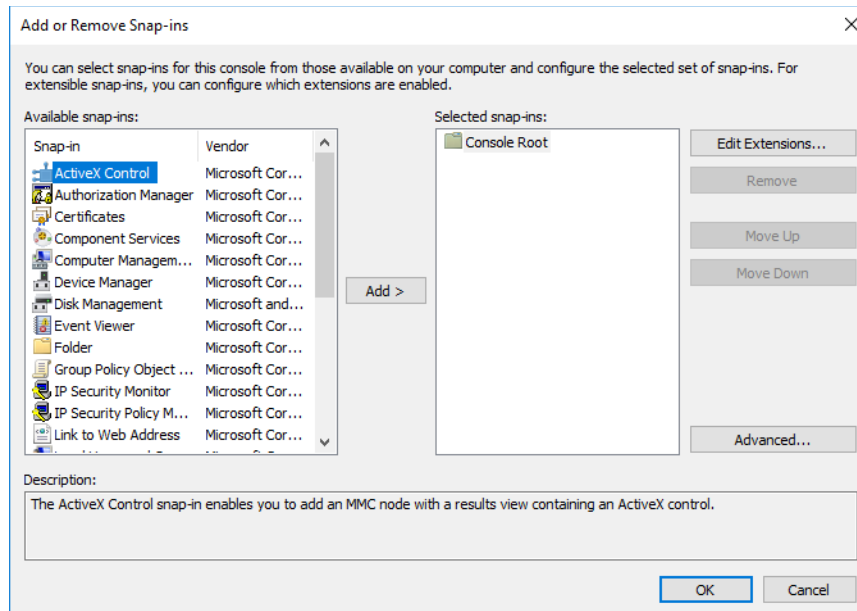 Add or Remove Snap-ins
You can select snap-ins for this console from those available on your computer and configure the selected set of snap-ins. For
extensible snap-ins, you can configure which extensions are enabled.
Available snap-ins:
Selected snap-ins:
Snap-in Vendor
ActiveX Control Microsoft Cor...
Authorization Manager Microsoft Cor...
Certificates Microsoft Cor...
Component Services Microsoft Cor...
Computer Managem... Microsoft Cor...
Device Manager Microsoft Cor...
Disk Management Microsoft and...
Event Viewer Microsoft Cor...
Folder Microsoft Cor...
Group Policy Object ... Microsoft Cor...
IP Security Monitor Microsoft Cor...
IP Security Policy M... Microsoft Cor...
Link to Web Address Microsoft Cor...
Add >
Console Root
Edit Extensions...
Remove
Move Up
Move Down
Advanced...
Description:
The ActiveX Control snap-in enables you to add an MMC node with a results view containing an ActiveX control.
OK
Cancel